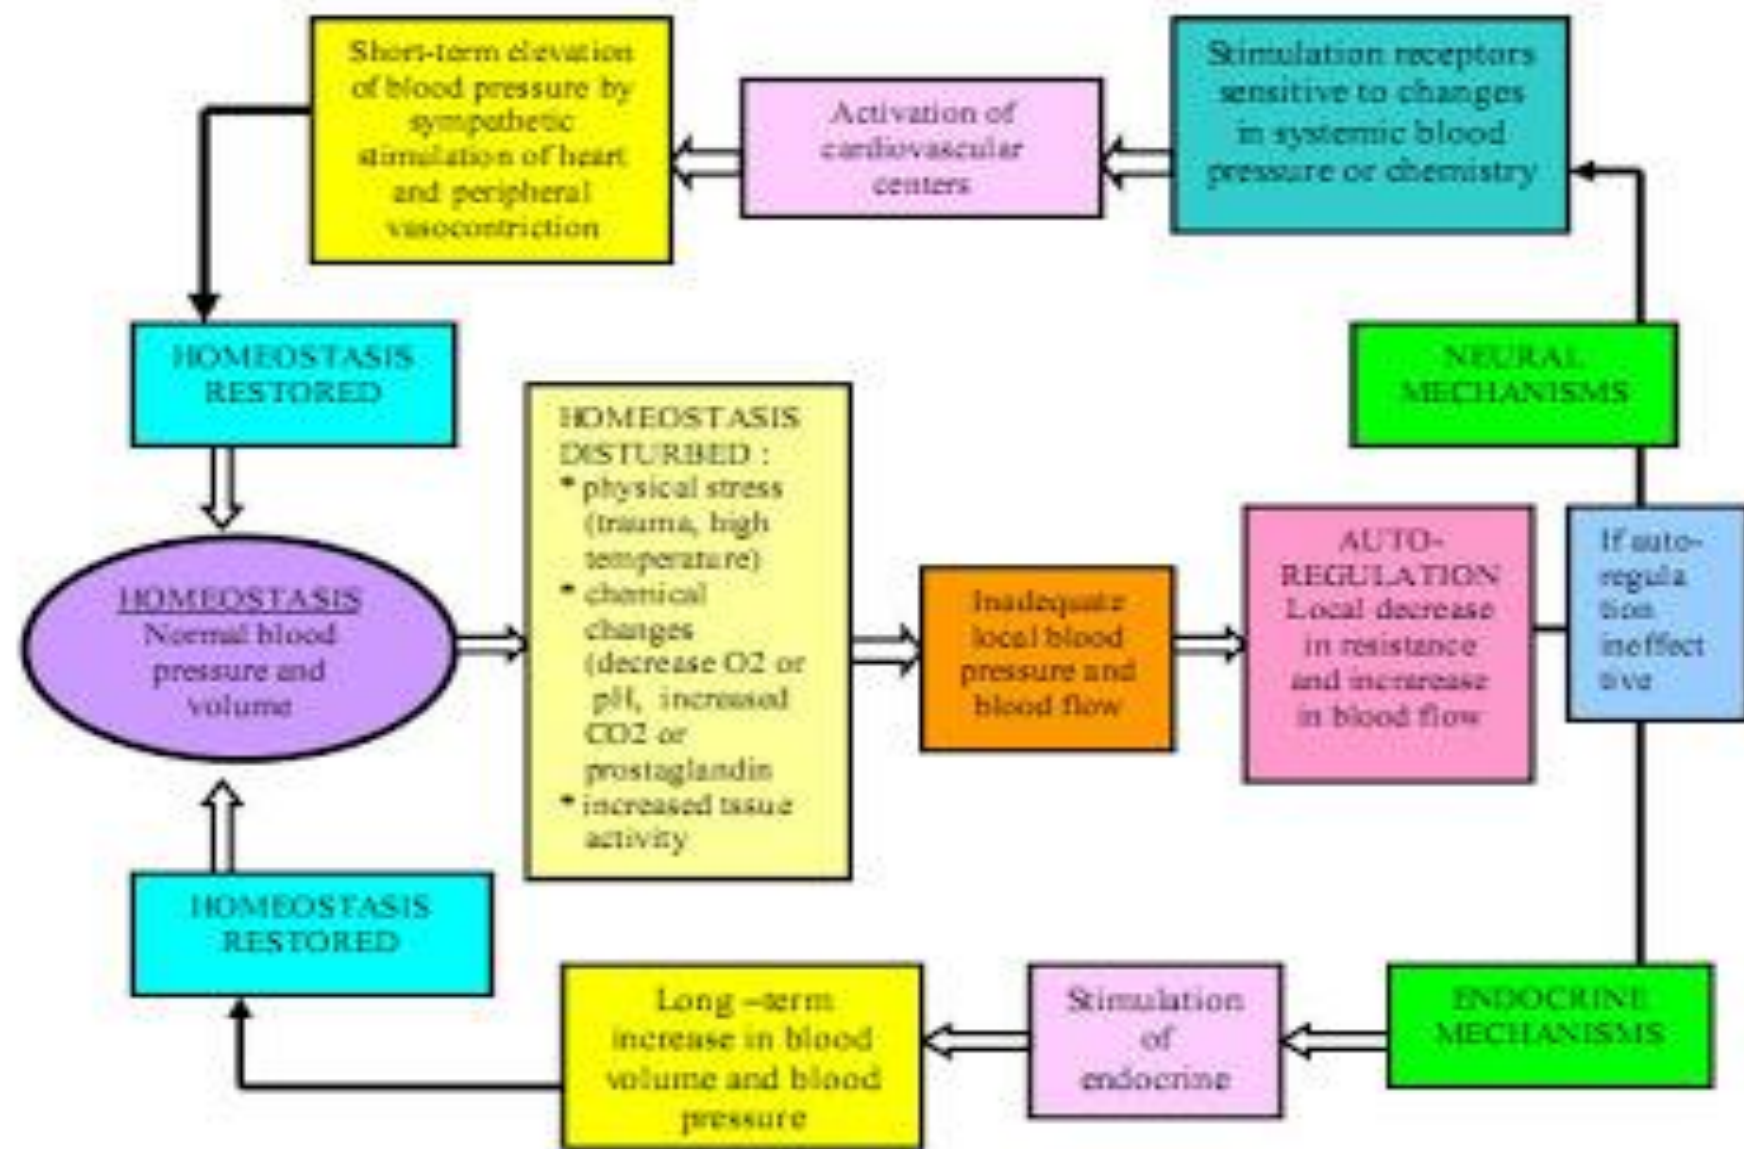 Short-term elevation
of blood pressure by
sympathetic
stimulation of heart
and peripheral
vasocontriction
Activation of
cardiovascular
centers
Stimulation receptors
sensitive to changes
in systemic blood
pressure or chemistry
HOMEOSTASIS
RESTORED
NEURAL
MECHANISMS
HOMEOSTASIS
Normal blood
pressure and
volume
HOMEOSTASIS
DISTURBED :
* physical stress
(trauma, high
temperature)
* chemical
changes
(decrease O2 or
pH, increased
CO2 or
prostaglandin
* increased tssue
activity
Inadequate
local blood
pressure and
blood flow
AUTO-
REGULATION
Local decrease
in resistance
and incrarease
in blood flow
If auto-
regula
tion
ineffect
tive
HOMEOSTASIS
RESTORED
Long –term
increase in blood
volume and blood
pressure
Stimulation
of
endocrine
ENDOCRINE
MECHANISMS